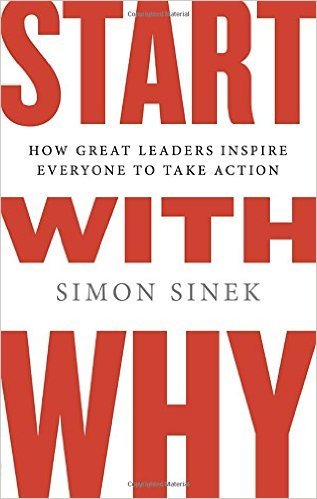 START
HOW GREAT LEADERS INSPIRE
EVERYONE TO TAKE ACTION
WITH
SIMON SINEK
WHY